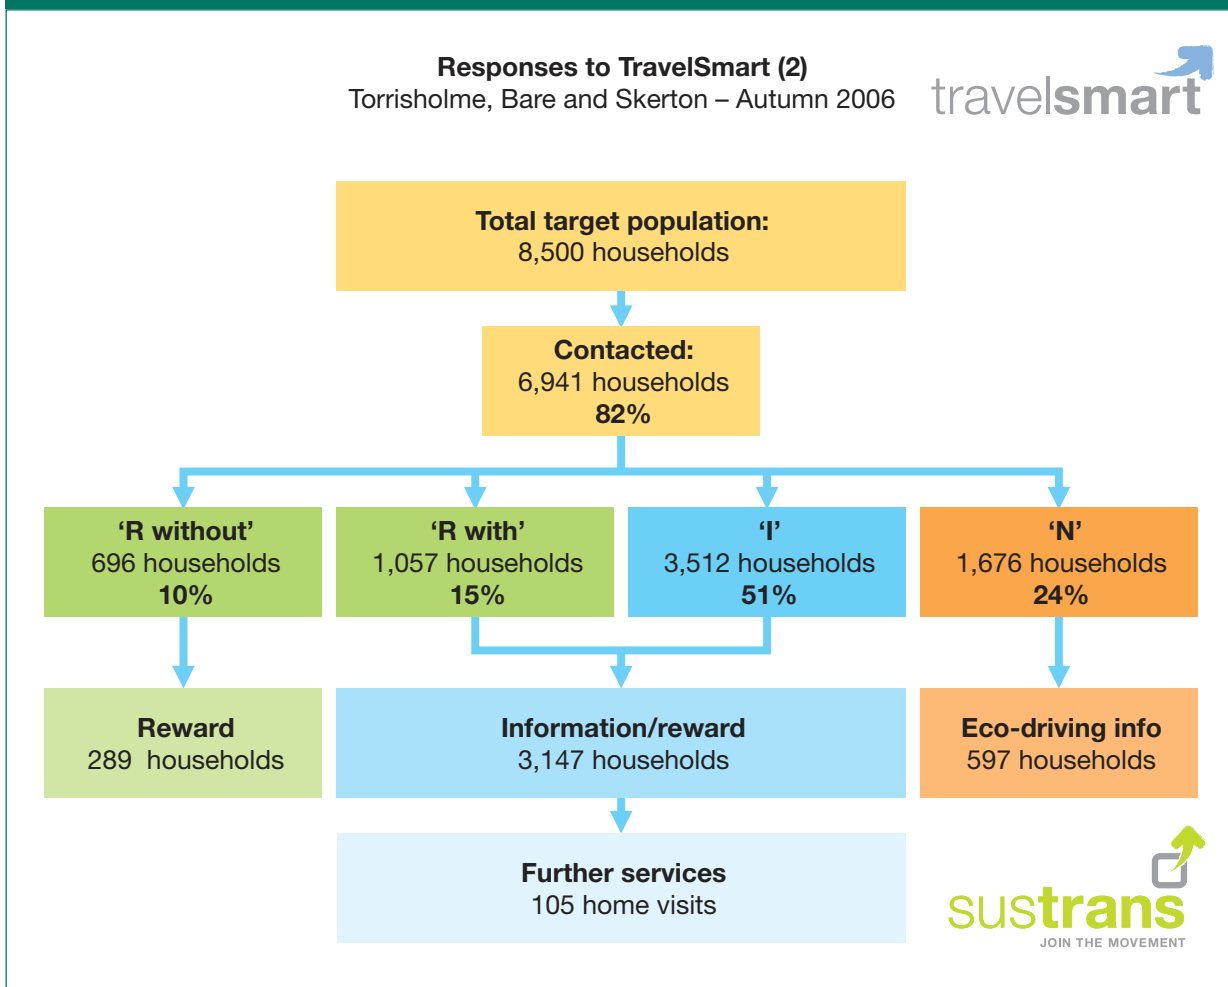 Responses to TravelSmart (2)
Torrisholme, Bare and Skerton – Autumn 2006
travelsmart
Total target population:
8,500 households
Contacted:
6,941 households
82%
‘R without’
696 households
10%
‘R with’
1,057 households
15%
‘I’
3,512 households
51%
‘N’
1,676 households
24%
Reward
289 households
Information/reward
3,147 households
Eco-driving info
597 households
Further services
105 home visits
sustrans
JOIN THE MOVEMENT